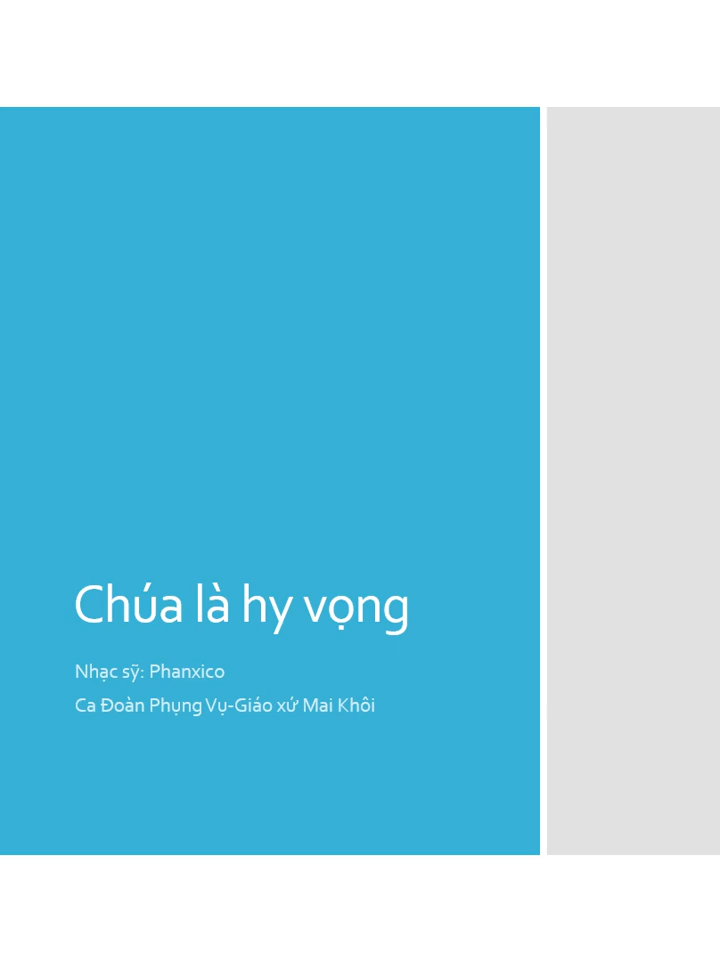 Chúa là hy vọng
Nhạc sỹ: Phanxico
Ca Đoàn Phụng Vụ-Giáo xứ Mai Khôi